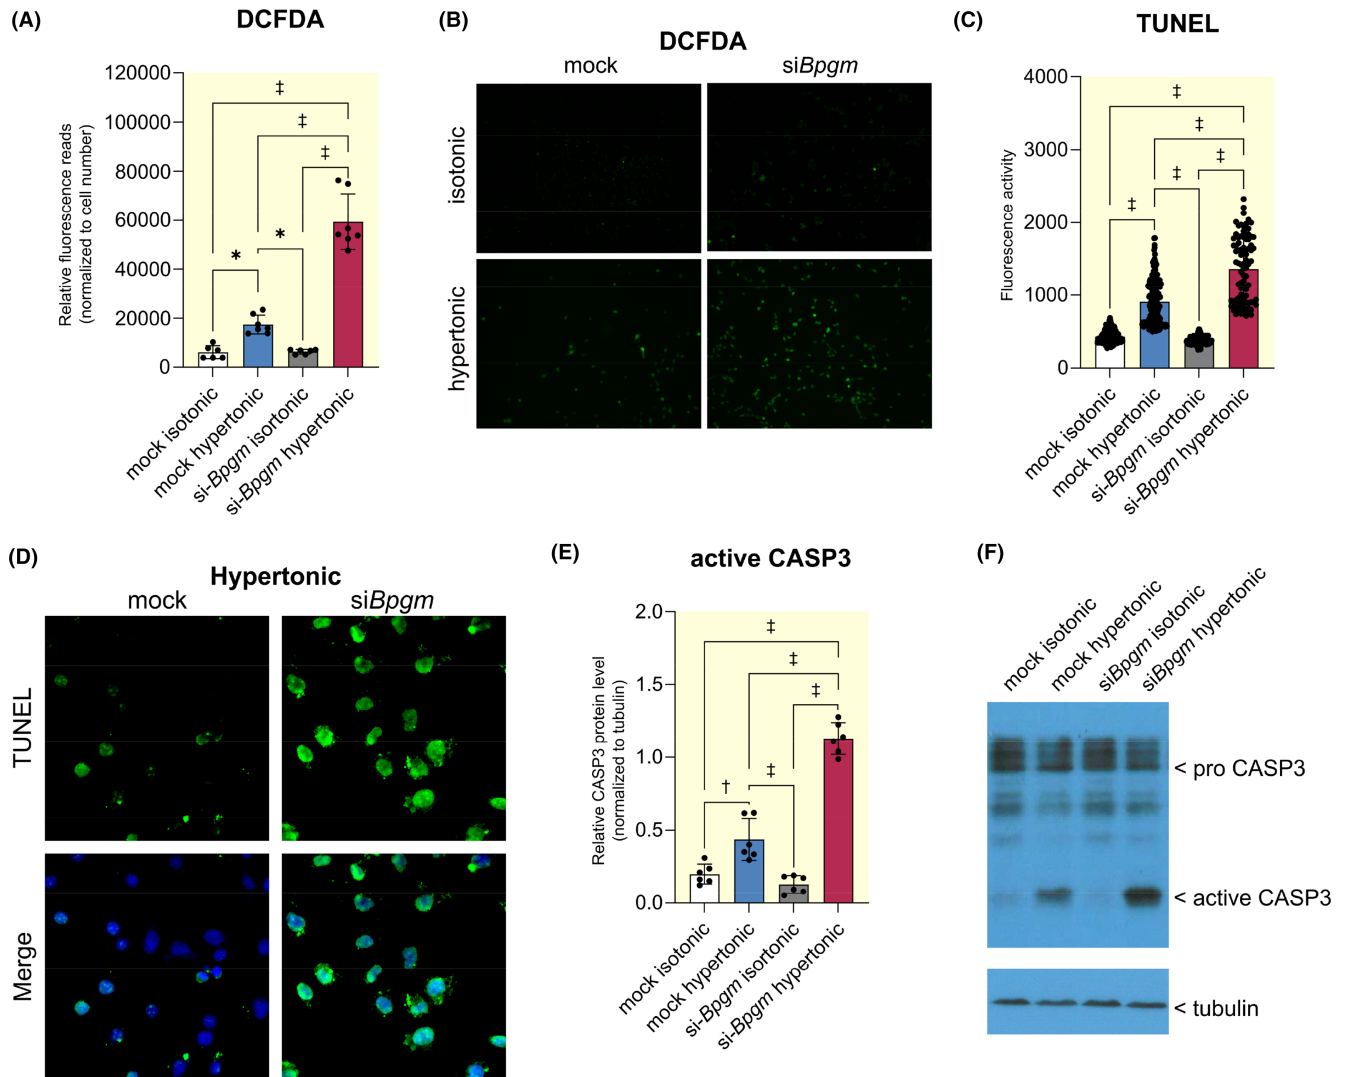 (A)
DCFDA
Relative fluorescence reads
(normalized to cell number)
120000
100000
80000
60000
40000
20000
0
‡
‡
‡
*
*
mock isotonic
mock hypertonic
si-Bpgm isortonic
si-Bpgm hypertonic
(B)
DCFDA
mock
siBpgm
isotonic
hypertonic
(C)
TUNEL
Fluorescence activity
4000
3000
2000
1000
0
‡
‡
‡
‡
‡
mock isotonic
mock hypertonic
si-Bpgm isortonic
si-Bpgm hypertonic
(D)
Hypertonic
mock
siBpgm
TUNEL
Merge
(E)
active CASP3
Relative CASP3 protein level
(normalized to tubulin)
2.0
1.5
1.0
0.5
0.0
‡
‡
‡
‡
†
mock isotonic
mock hypertonic
si-Bpgm isortonic
si-Bpgm hypertonic
(F)
mock isotonic
mock hypertonic
siBpgm isotonic
siBpgm hypertonic
< pro CASP3
< active CASP3
< tubulin